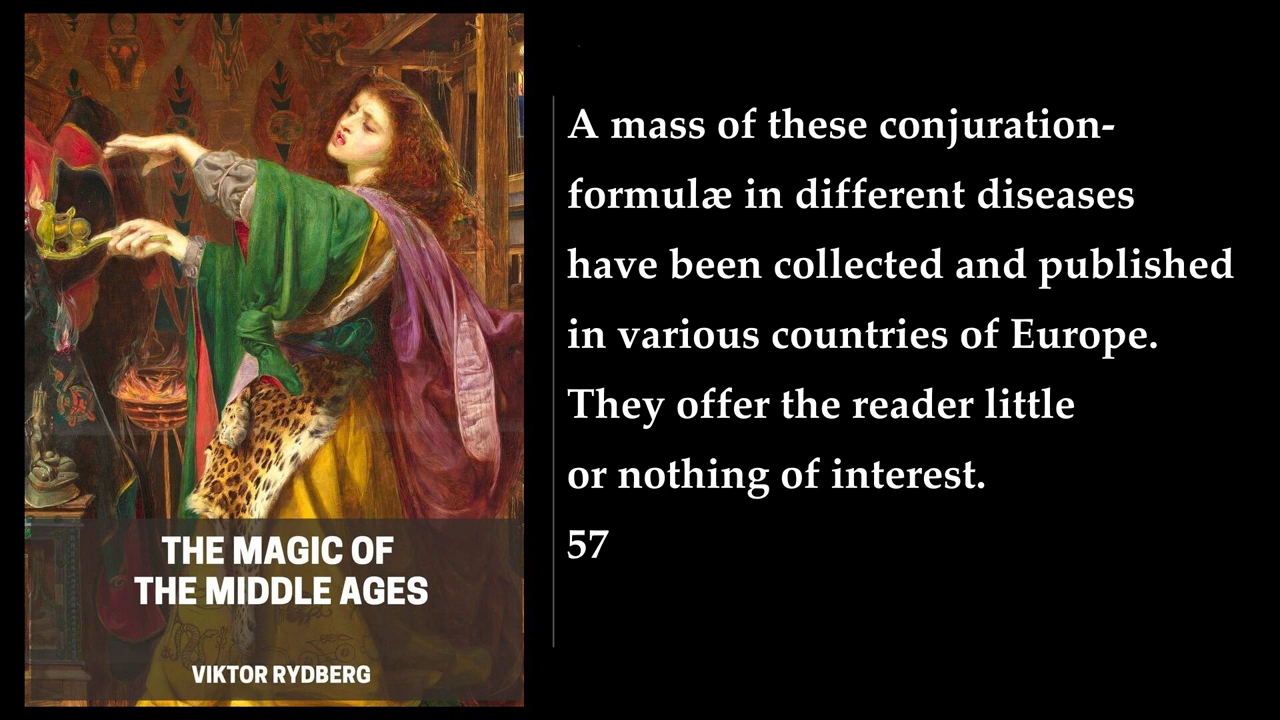 THE MAGIC OF
THE MIDDLE AGES
VIKTOR RYDBERG
A mass of these conjuration-
formulæ in different diseases
have been collected and published
in various countries of Europe.
They offer the reader little
or nothing of interest.
57